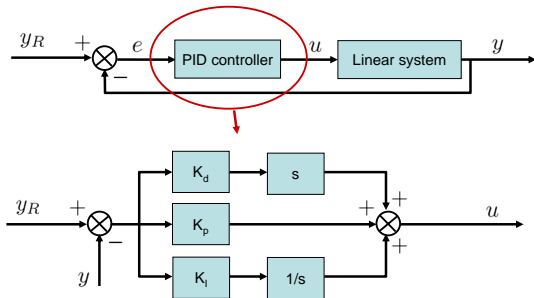 y_R + e PID controller u Linear system y
−
K_d s
+
y_R + K_p + u
− +
y K_I 1/s